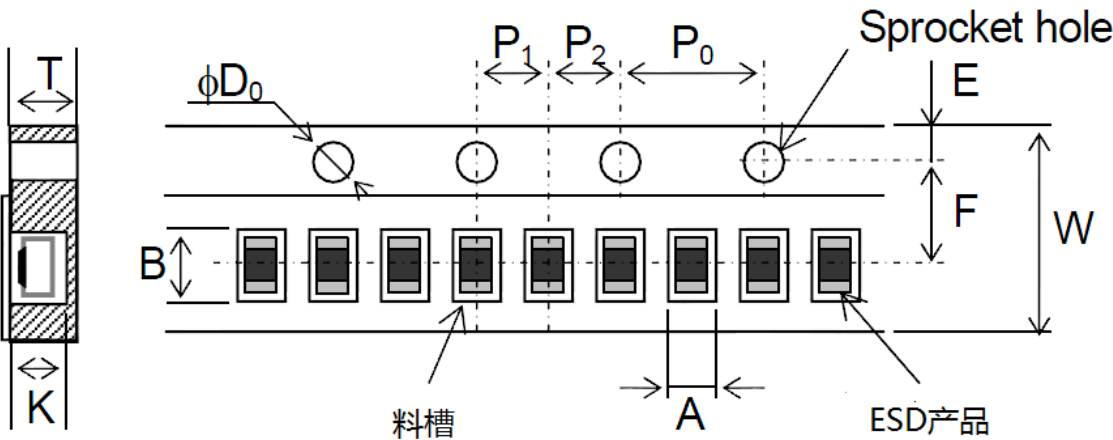 Sprocket hole
P₁ P₂ P₀
T
ϕD₀
E
F
W
B
K
A
料槽
ESD产品